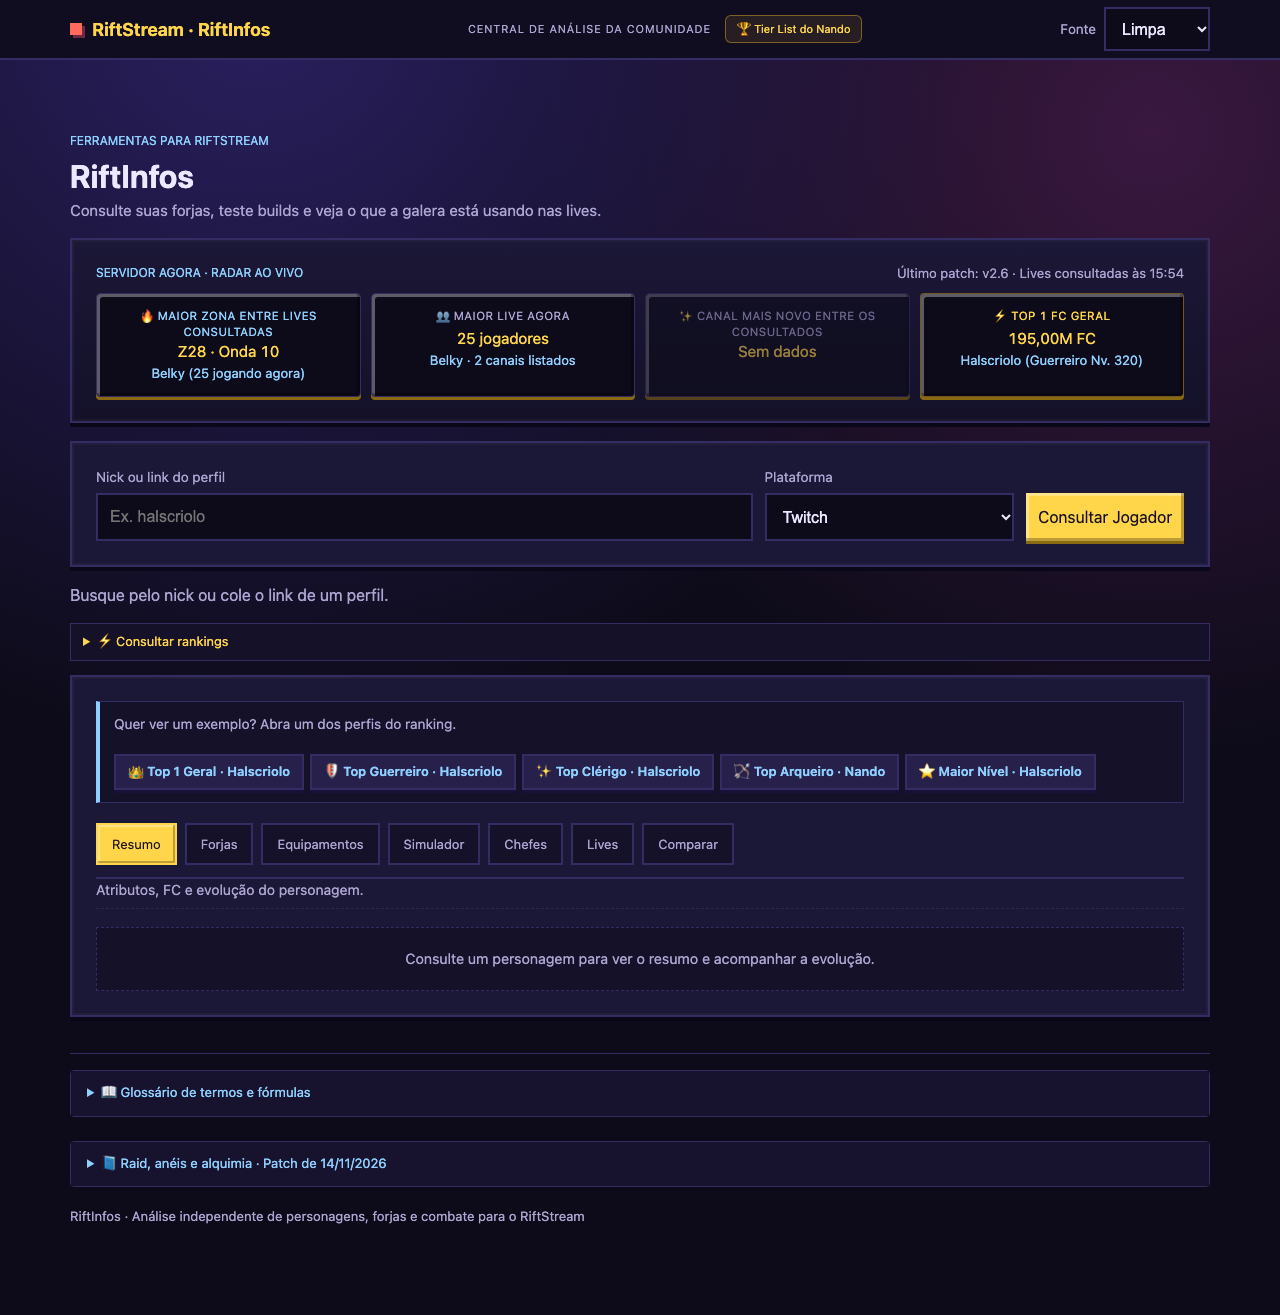 RiftStream · RiftInfos
CENTRAL DE ANÁLISE DA COMUNIDADE
🏆 Tier List do Nando
Fonte
Limpa
FERRAMENTAS PARA RIFTSTREAM
RiftInfos
Consulte suas forjas, teste builds e veja o que a galera está usando nas lives.
SERVIDOR AGORA · RADAR AO VIVO
Último patch: v2.6 · Lives consultadas às 15:54
🔥 MAIOR ZONA ENTRE LIVES
CONSULTADAS
Z28 · Onda 10
Belky (25 jogando agora)
👥 MAIOR LIVE AGORA
25 jogadores
Belky · 2 canais listados
✨ CANAL MAIS NOVO ENTRE OS
CONSULTADOS
Sem dados
⚡ TOP 1 FC GERAL
195,00M FC
Halscriolo (Guerreiro Nv. 320)
Nick ou link do perfil
Ex. halscriolo
Plataforma
Twitch
Consultar Jogador
Busque pelo nick ou cole o link de um perfil.
⚡ Consultar rankings
Quer ver um exemplo? Abra um dos perfis do ranking.
👑 Top 1 Geral · Halscriolo
🛡️ Top Guerreiro · Halscriolo
✨ Top Clérigo · Halscriolo
🏹 Top Arqueiro · Nando
⭐ Maior Nível · Halscriolo
Resumo
Forjas
Equipamentos
Simulador
Chefes
Lives
Comparar
Atributos, FC e evolução do personagem.
Consulte um personagem para ver o resumo e acompanhar a evolução.
📖 Glossário de termos e fórmulas
📘 Raid, anéis e alquimia · Patch de 14/11/2026
RiftInfos · Análise independente de personagens, forjas e combate para o RiftStream